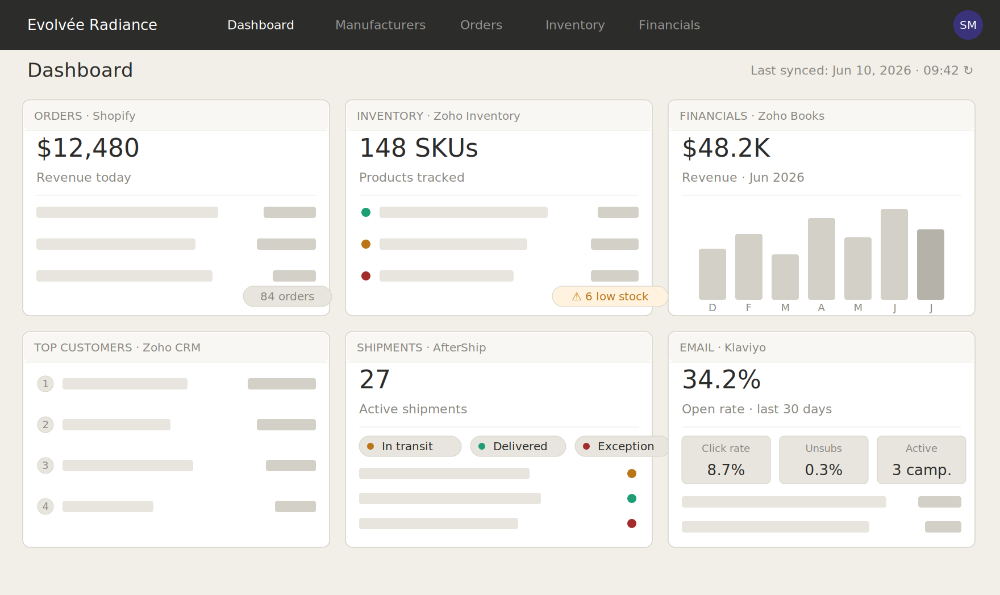 Evolvée Radiance
Dashboard
Manufacturers
Orders
Inventory
Financials
SM
Dashboard
Last synced: Jun 10, 2026 · 09:42 ↻
ORDERS · Shopify
$12,480
Revenue today
84 orders
INVENTORY · Zoho Inventory
148 SKUs
Products tracked
⚠ 6 low stock
FINANCIALS · Zoho Books
$48.2K
Revenue · Jun 2026
D F M A M J J
TOP CUSTOMERS · Zoho CRM
1
2
3
4
SHIPMENTS · AfterShip
27
Active shipments
In transit
Delivered
Exception
EMAIL · Klaviyo
34.2%
Open rate · last 30 days
Click rate
8.7%
Unsubs
0.3%
Active
3 camp.